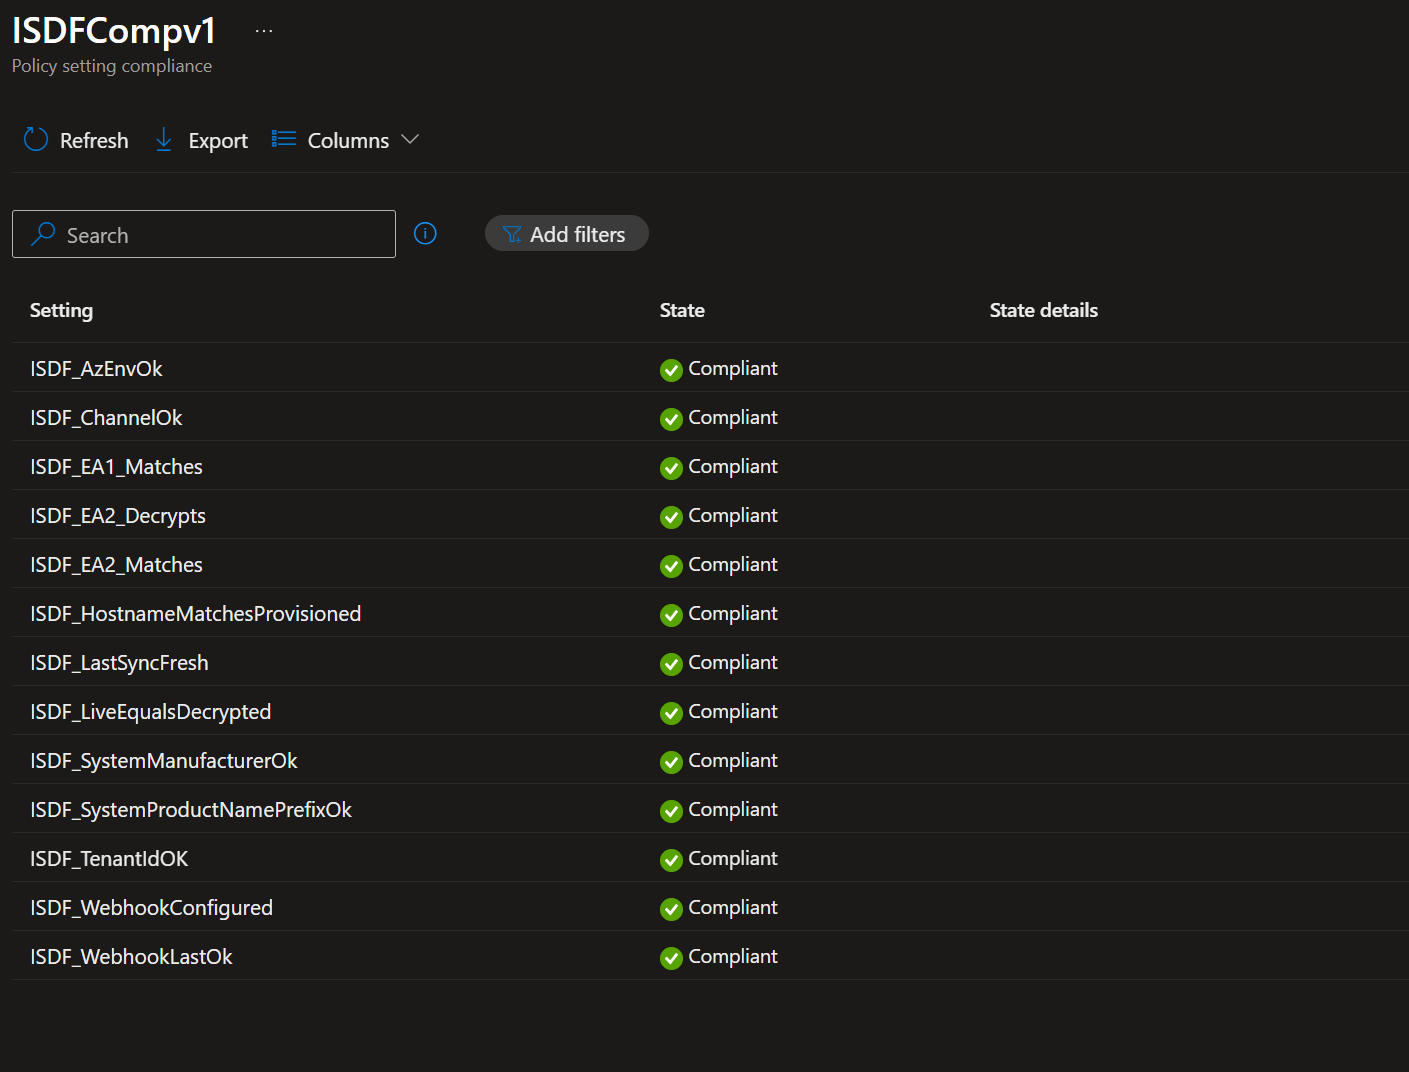 ISDFCompv1 ...
Policy setting compliance
Refresh Export Columns
Search Add filters
Setting State State details
ISDF_AzEnvOk Compliant
ISDF_ChannelOk Compliant
ISDF_EA1_Matches Compliant
ISDF_EA2_Decrypts Compliant
ISDF_EA2_Matches Compliant
ISDF_HostnameMatchesProvisioned Compliant
ISDF_LastSyncFresh Compliant
ISDF_LiveEqualsDecrypted Compliant
ISDF_SystemManufacturerOk Compliant
ISDF_SystemProductNamePrefixOk Compliant
ISDF_TenantIdOK Compliant
ISDF_WebhookConfigured Compliant
ISDF_WebhookLastOk Compliant